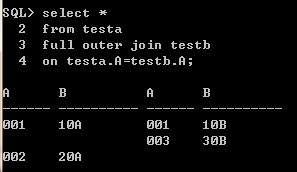 SQL> select *
  2  from testa
  3  full outer join testb
  4  on testa.A=testb.A;
A      B          A      B
------ ---------- ------ ----------
001    10A        001    10B
                  003    30B
002    20A